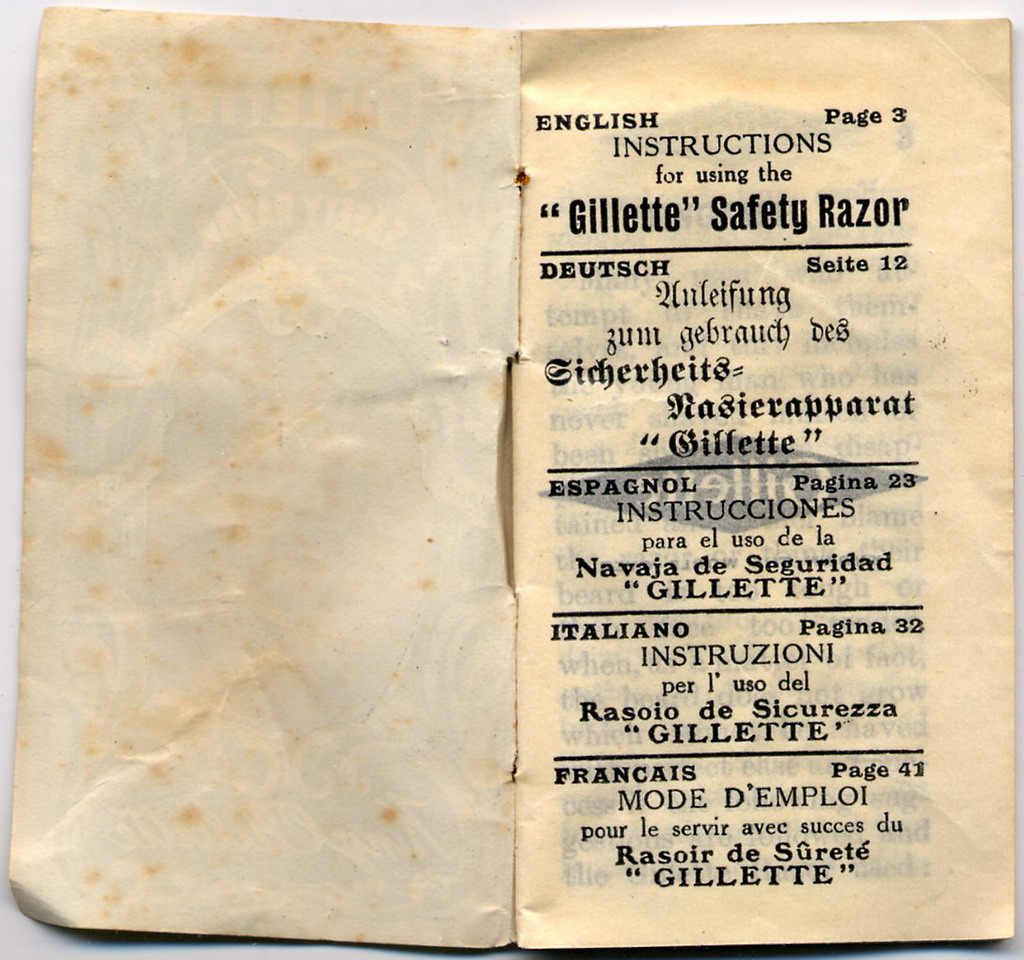 ENGLISH Page 3
INSTRUCTIONS
for using the
“Gillette” Safety Razor
DEUTSCH Seite 12
Anleifung
zum gebrauch des
Sicherheits=
Rasierapparat
“Gillette”
ESPAGNOL Pagina 23
INSTRUCCIONES
para el uso de la
Navaja de Seguridad
“GILLETTE”
ITALIANO Pagina 32
INSTRUZIONI
per l' uso del
Rasoio de Sicurezza
“GILLETTE'
FRANCAIS Page 41
MODE D'EMPLOI
pour le servir avec succes du
Rasoir de Sûreté
“GILLETTE”